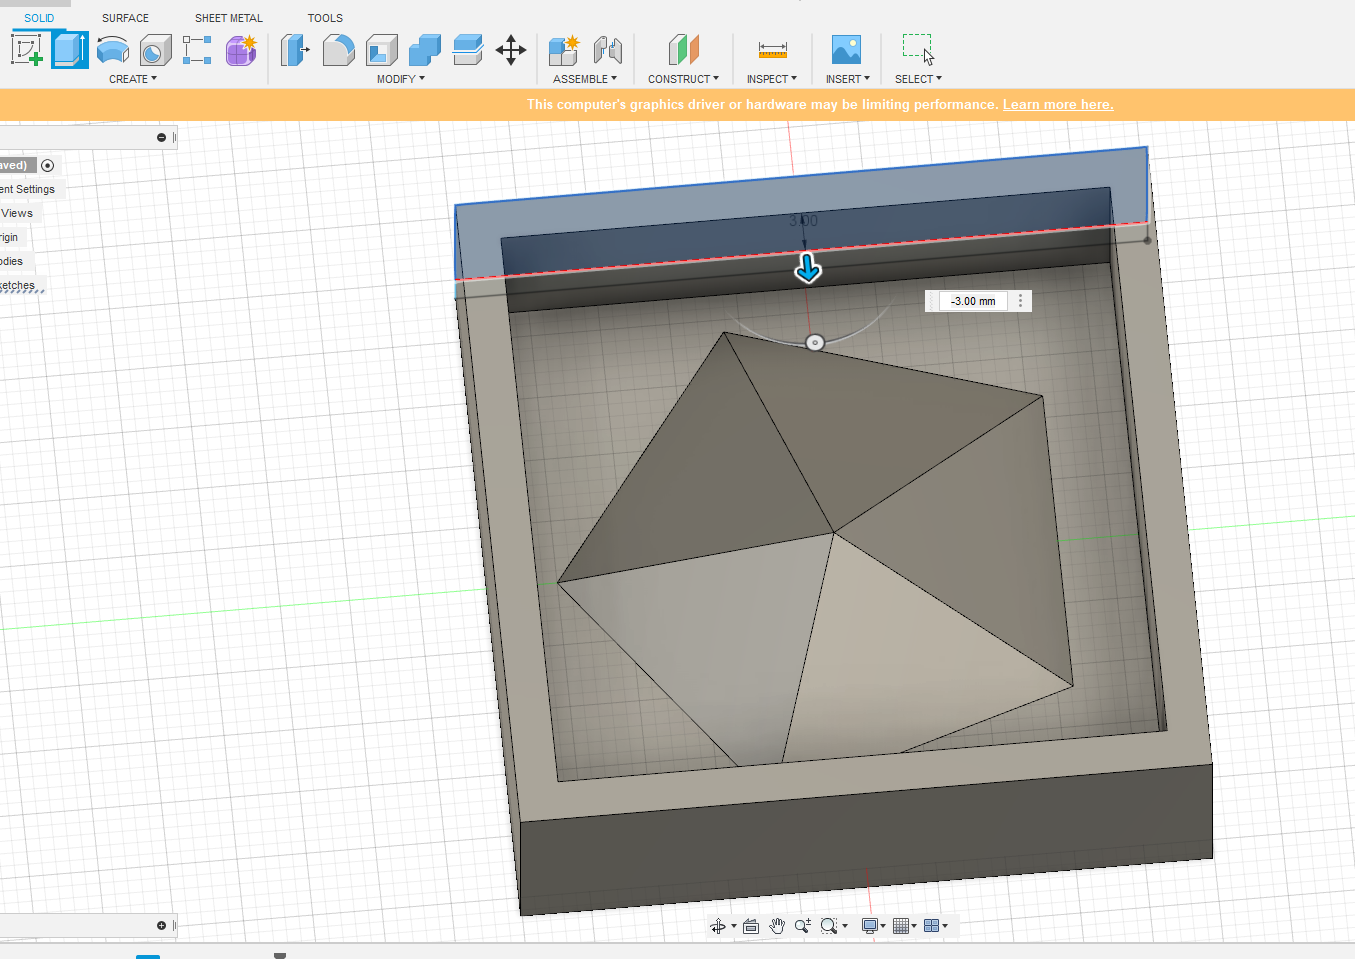 SOLID SURFACE SHEET METAL TOOLS
CREATE MODIFY ASSEMBLE CONSTRUCT INSPECT INSERT SELECT
This computer's graphics driver or hardware may be limiting performance. Learn more here.
aved)
ent Settings
Views
rigin
odies
ketches
3.00
-3.00 mm